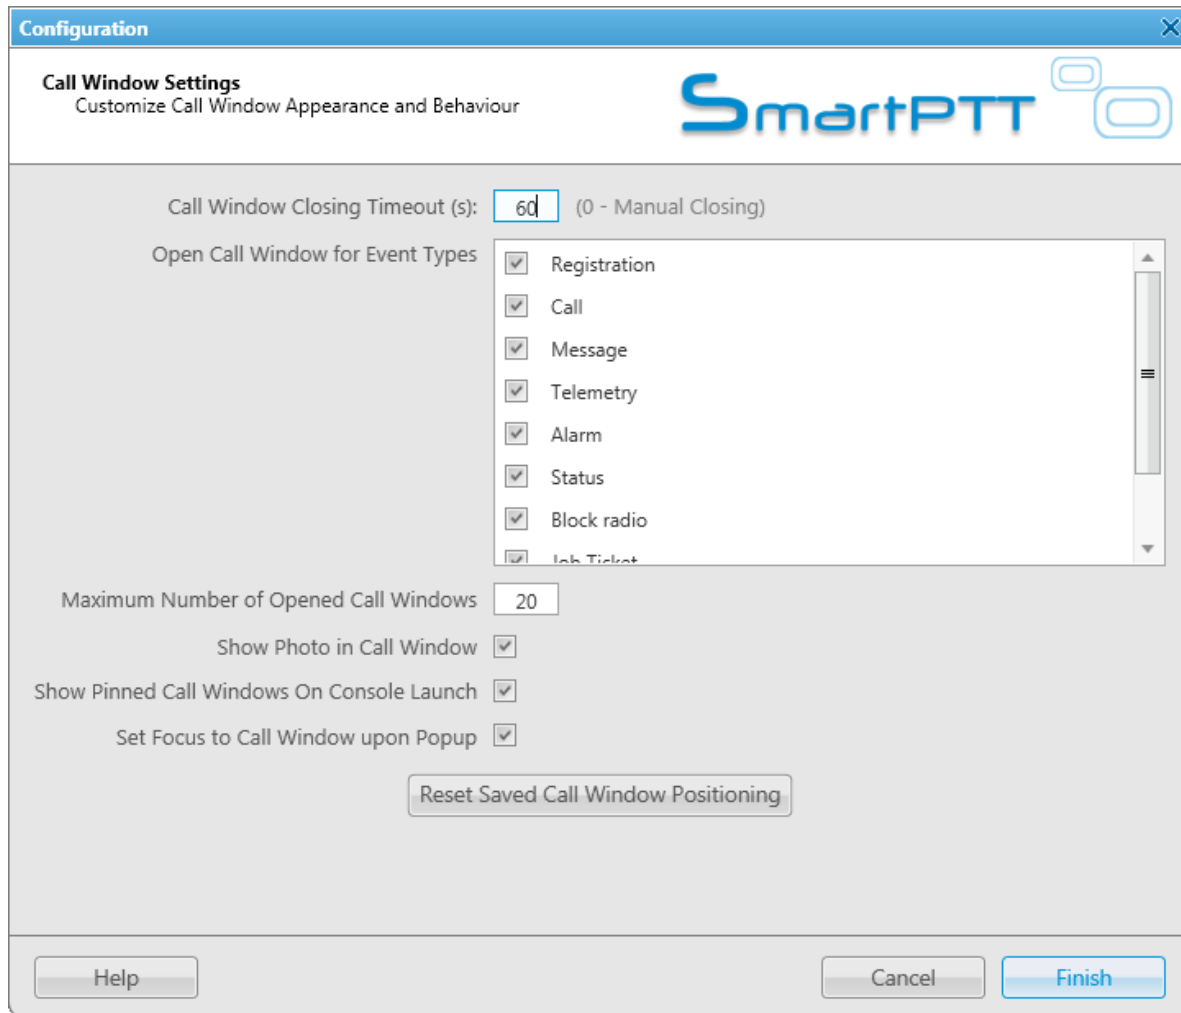 Configuration
Call Window Settings
Customize Call Window Appearance and Behaviour
SmartPTT
Call Window Closing Timeout (s): 60 (0 - Manual Closing)
Open Call Window for Event Types
Registration
Call
Message
Telemetry
Alarm
Status
Block radio
Job Ticket
Maximum Number of Opened Call Windows 20
Show Photo in Call Window
Show Pinned Call Windows On Console Launch
Set Focus to Call Window upon Popup
Reset Saved Call Window Positioning
Help Cancel Finish